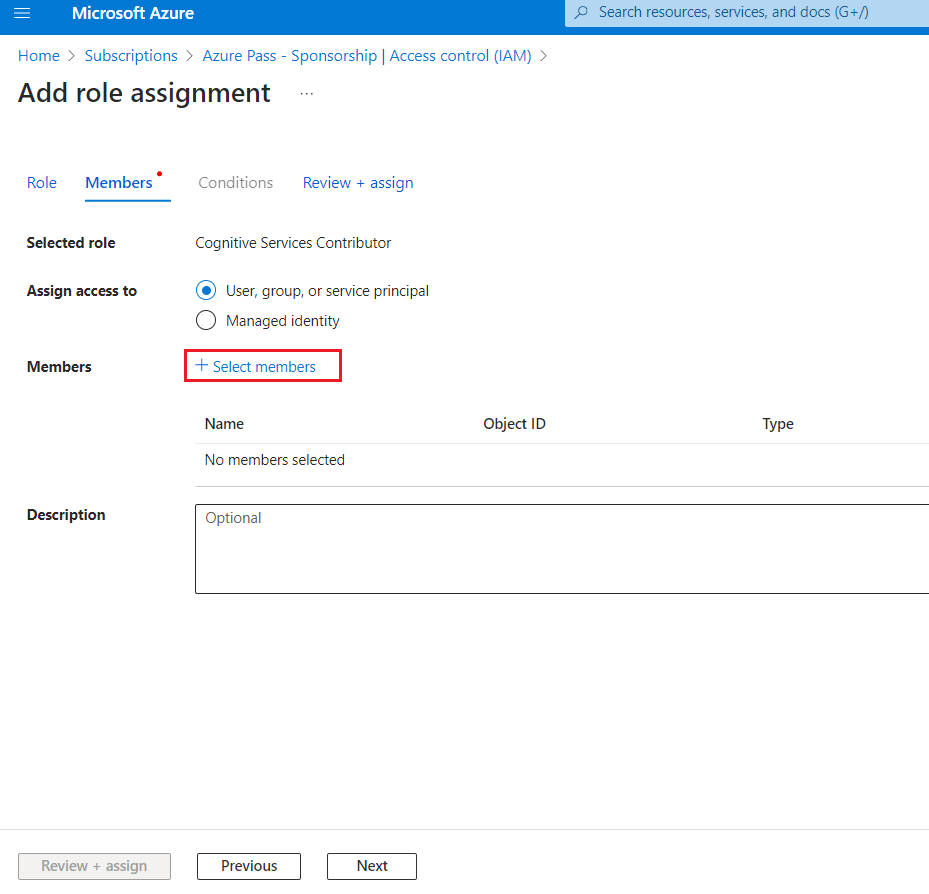 Microsoft Azure
Search resources, services, and docs (G+/)
Home > Subscriptions > Azure Pass - Sponsorship | Access control (IAM) >
Add role assignment ...
Role Members Conditions Review + assign
Selected role Cognitive Services Contributor
Assign access to User, group, or service principal
Managed identity
Members + Select members
Name Object ID Type
No members selected
Description Optional
Review + assign Previous Next